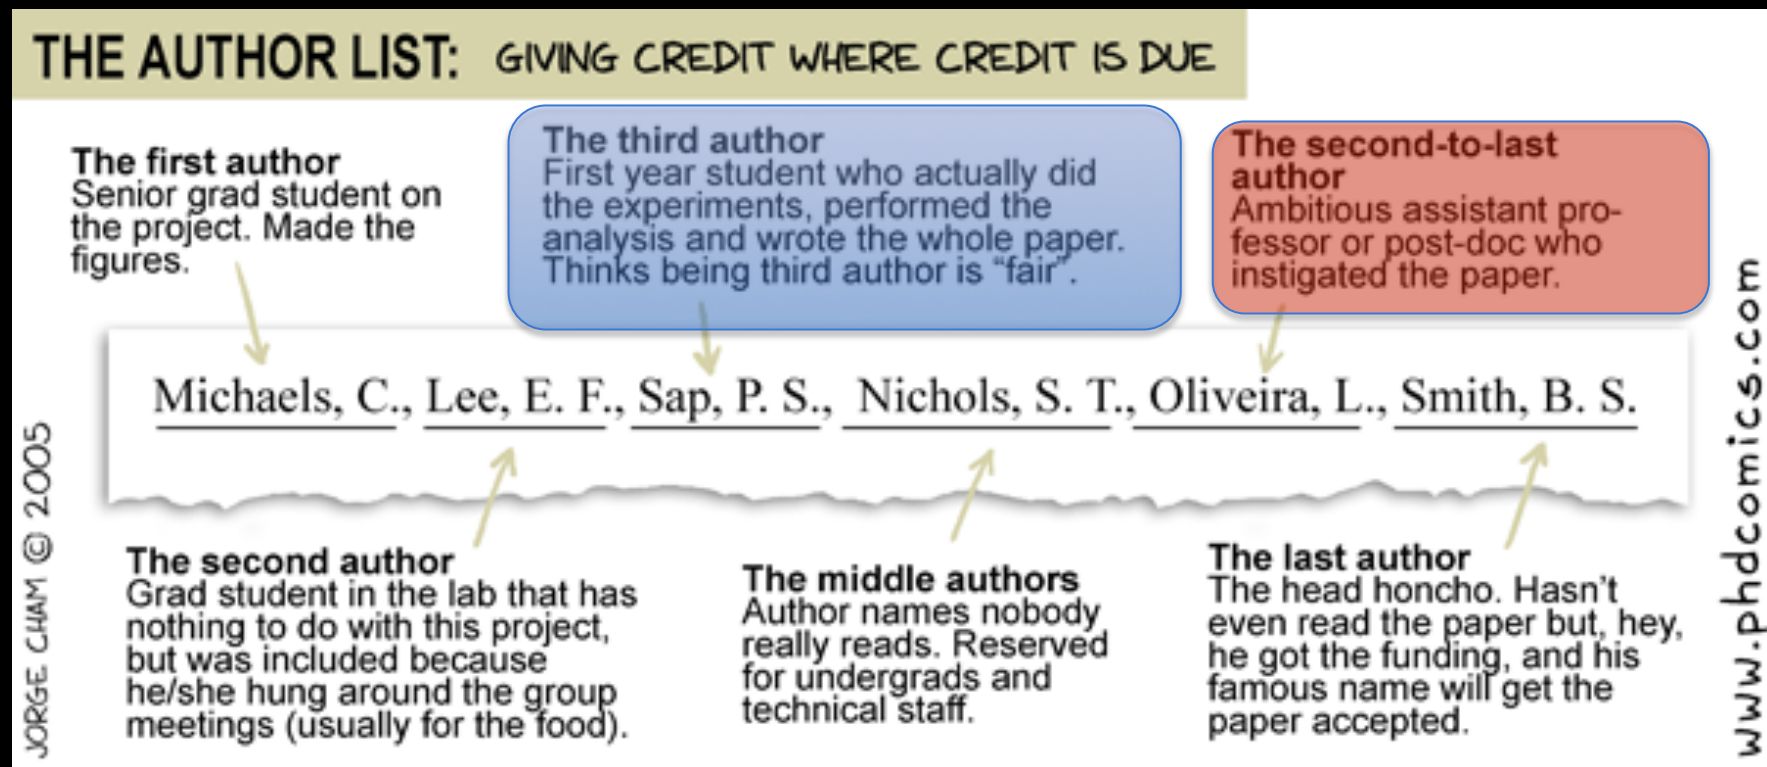 THE AUTHOR LIST: GIVING CREDIT WHERE CREDIT IS DUE
The first author
Senior grad student on
the project. Made the
figures.
The third author
First year student who actually did
the experiments, performed the
analysis and wrote the whole paper.
Thinks being third author is “fair”.
The second-to-last
author
Ambitious assistant pro-
fessor or post-doc who
instigated the paper.
Michaels, C., Lee, E. F., Sap, P. S., Nichols, S. T., Oliveira, L., Smith, B. S.
The second author
Grad student in the lab that has
nothing to do with this project,
but was included because
he/she hung around the group
meetings (usually for the food).
The middle authors
Author names nobody
really reads. Reserved
for undergrads and
technical staff.
The last author
The head honcho. Hasn’t
even read the paper but, hey,
he got the funding, and his
famous name will get the
paper accepted.
JORGE CHAM © 2005
www.phdcomics.com